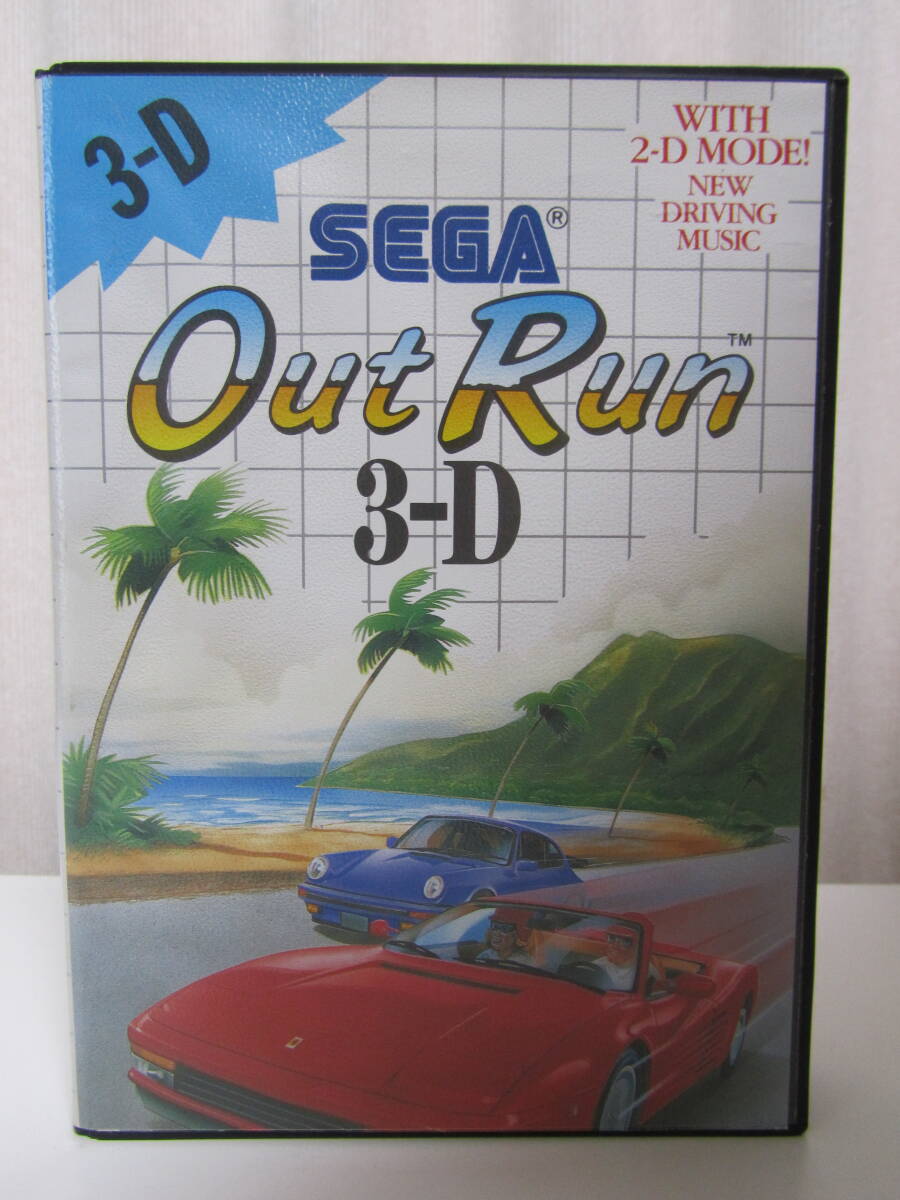 3-D
WITH
2-D MODE!
NEW
DRIVING
MUSIC
SEGA®
OutRun™
3-D